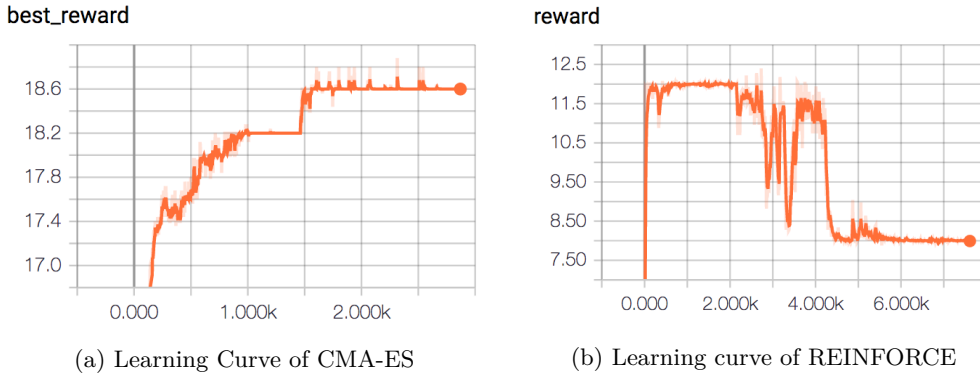 best_reward
18.6
18.2
17.8
17.4
17.0
0.000 1.000k 2.000k
(a) Learning Curve of CMA-ES
reward
12.5
11.5
10.5
9.50
8.50
7.50
0.000 2.000k 4.000k 6.000k
(b) Learning curve of REINFORCE